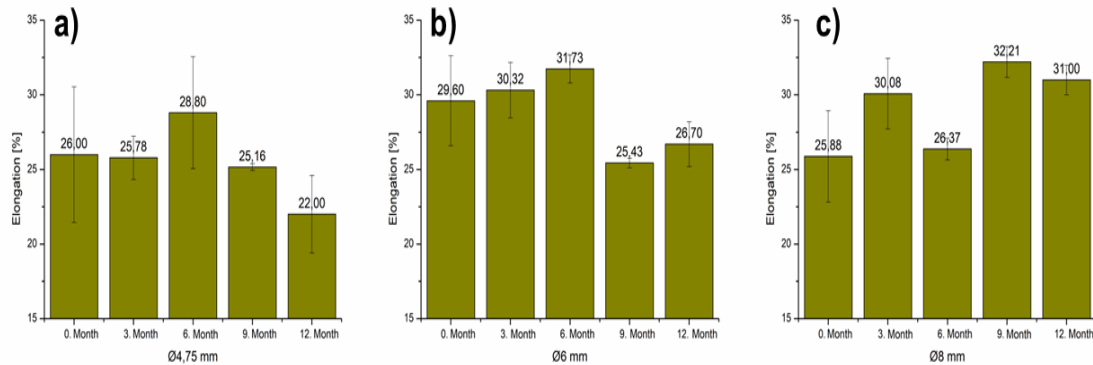 a)
35
30
25
20
15
Elongation [%]
26,00
25,78
28,80
25,16
22,00
0. Month
3. Month
6. Month
9. Month
12. Month
Ø4,75 mm
b)
35
30
25
20
15
Elongation [%]
29,60
30,32
31,73
25,43
26,70
0. Month
3. Month
6. Month
9. Month
12. Month
Ø6 mm
c)
35
30
25
20
15
Elongation [%]
25,88
30,08
26,37
32,21
31,00
0. Month
3. Month
6. Month
9. Month
12. Month
Ø8 mm